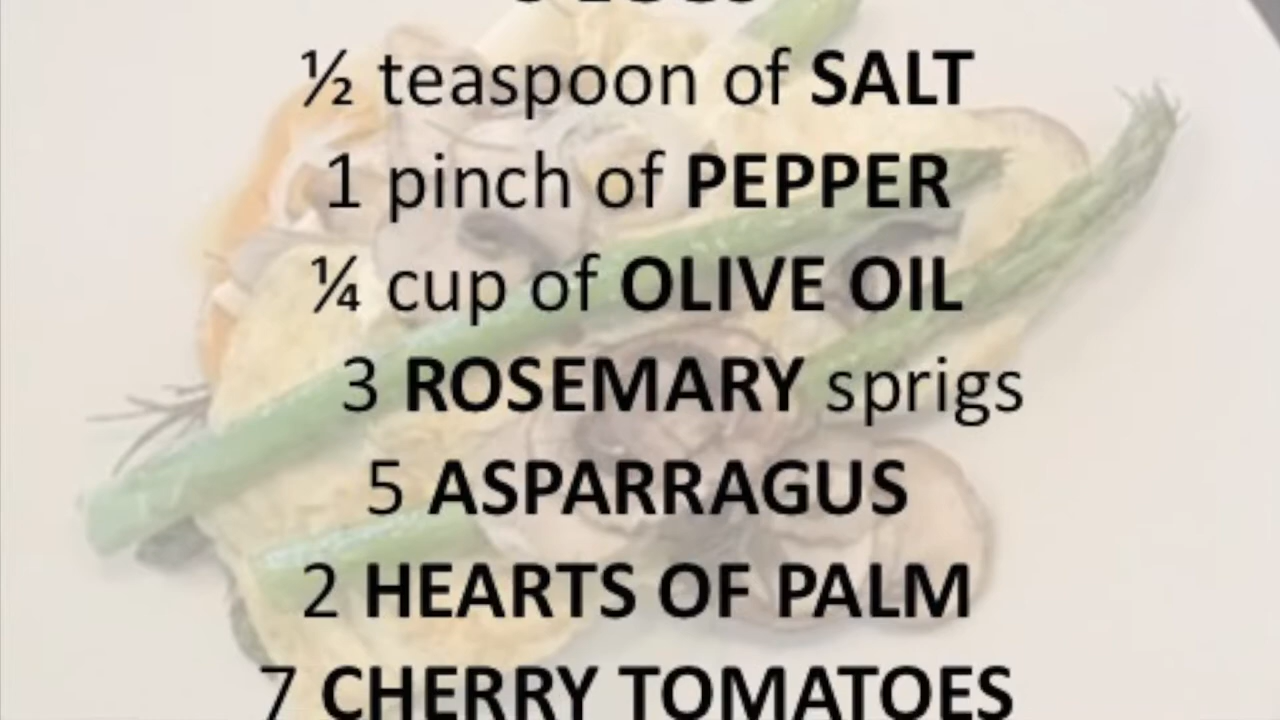 ½ teaspoon of SALT
1 pinch of PEPPER
¼ cup of OLIVE OIL
3 ROSEMARY sprigs
5 ASPARRAGUS
2 HEARTS OF PALM
7 CHERRY TOMATOES